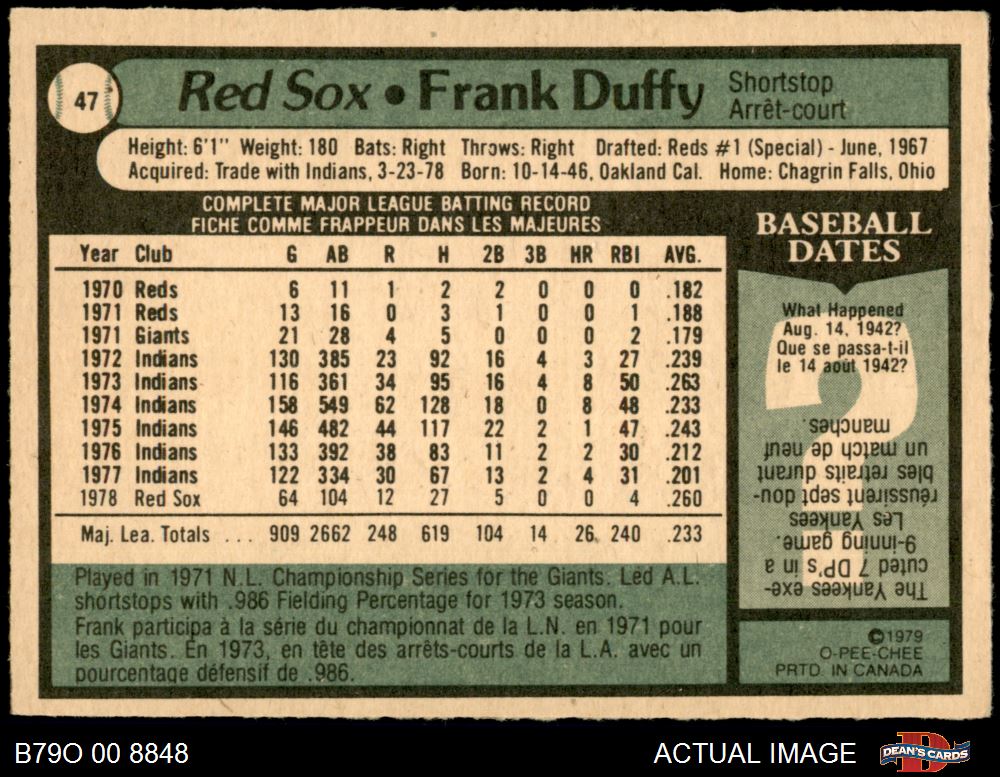 47
Red Sox • Frank Duffy
Shortstop
Arrêt-court
Height: 6'1" Weight: 180 Bats: Right Throws: Right Drafted: Reds #1 (Special) - June, 1967
Acquired: Trade with Indians, 3-23-78 Born: 10-14-46, Oakland Cal. Home: Chagrin Falls, Ohio
COMPLETE MAJOR LEAGUE BATTING RECORD
FICHE COMME FRAPPEUR DANS LES MAJEURES
Year Club G AB R H 2B 3B HR RBI AVG.
1970 Reds 6 11 1 2 2 0 0 0 .182
1971 Reds 13 16 0 3 1 0 0 1 .188
1971 Giants 21 28 4 5 0 0 0 2 .179
1972 Indians 130 385 23 92 16 4 3 27 .239
1973 Indians 116 361 34 95 16 4 8 50 .263
1974 Indians 158 549 62 128 18 0 8 48 .233
1975 Indians 146 482 44 117 22 2 1 47 .243
1976 Indians 133 392 38 83 11 2 2 30 .212
1977 Indians 122 334 30 67 13 2 4 31 .201
1978 Red Sox 64 104 12 27 5 0 0 4 .260
Maj. Lea. Totals ... 909 2662 248 619 104 14 26 240 .233
Played in 1971 N.L. Championship Series for the Giants. Led A.L.
shortstops with .986 Fielding Percentage for 1973 season.
Frank participa à la série du championnat de la L.N. en 1971 pour
les Giants. En 1973, en tête des arrêts-courts de la L.A. avec un
pourcentage défensif de .986.
BASEBALL
DATES
What Happened
Aug. 14, 1942?
Que se passa-t-il
le 14 août 1942?
The Yankees exe-
cuted 7 DP's in a
9-inning game.
Les Yankees
réussirent sept dou-
bles retraits durant
un match de neuf
manches.
©1979
O-PEE-CHEE
PRTD. IN CANADA
B79O 00 8848
ACTUAL IMAGE
DEAN'S CARDS